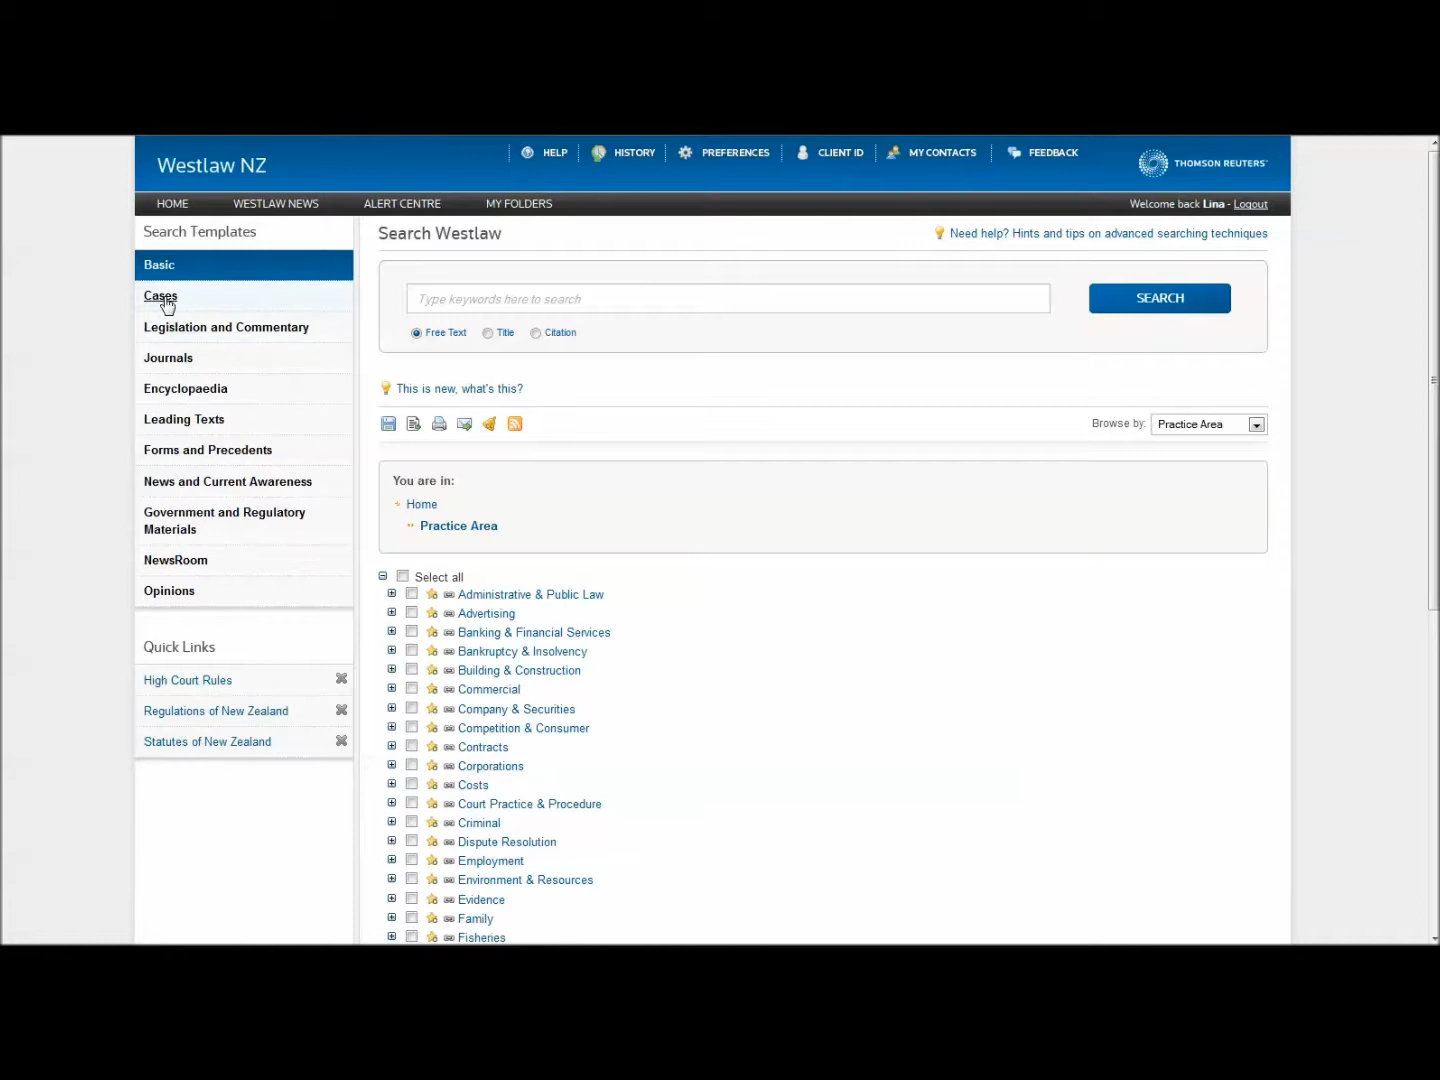 Westlaw NZ
HELP
HISTORY
PREFERENCES
CLIENT ID
MY CONTACTS
FEEDBACK
THOMSON REUTERS
HOME
WESTLAW NEWS
ALERT CENTRE
MY FOLDERS
Welcome back Lina - Logout
Search Templates
Basic
Cases
Legislation and Commentary
Journals
Encyclopaedia
Leading Texts
Forms and Precedents
News and Current Awareness
Government and Regulatory
Materials
NewsRoom
Opinions
Quick Links
High Court Rules
Regulations of New Zealand
Statutes of New Zealand
Search Westlaw
Need help? Hints and tips on advanced searching techniques
Type keywords here to search
SEARCH
Free Text
Title
Citation
This is new, what's this?
Browse by:
Practice Area
You are in:
Home
Practice Area
Select all
Administrative & Public Law
Advertising
Banking & Financial Services
Bankruptcy & Insolvency
Building & Construction
Commercial
Company & Securities
Competition & Consumer
Contracts
Corporations
Costs
Court Practice & Procedure
Criminal
Dispute Resolution
Employment
Environment & Resources
Evidence
Family
Fisheries